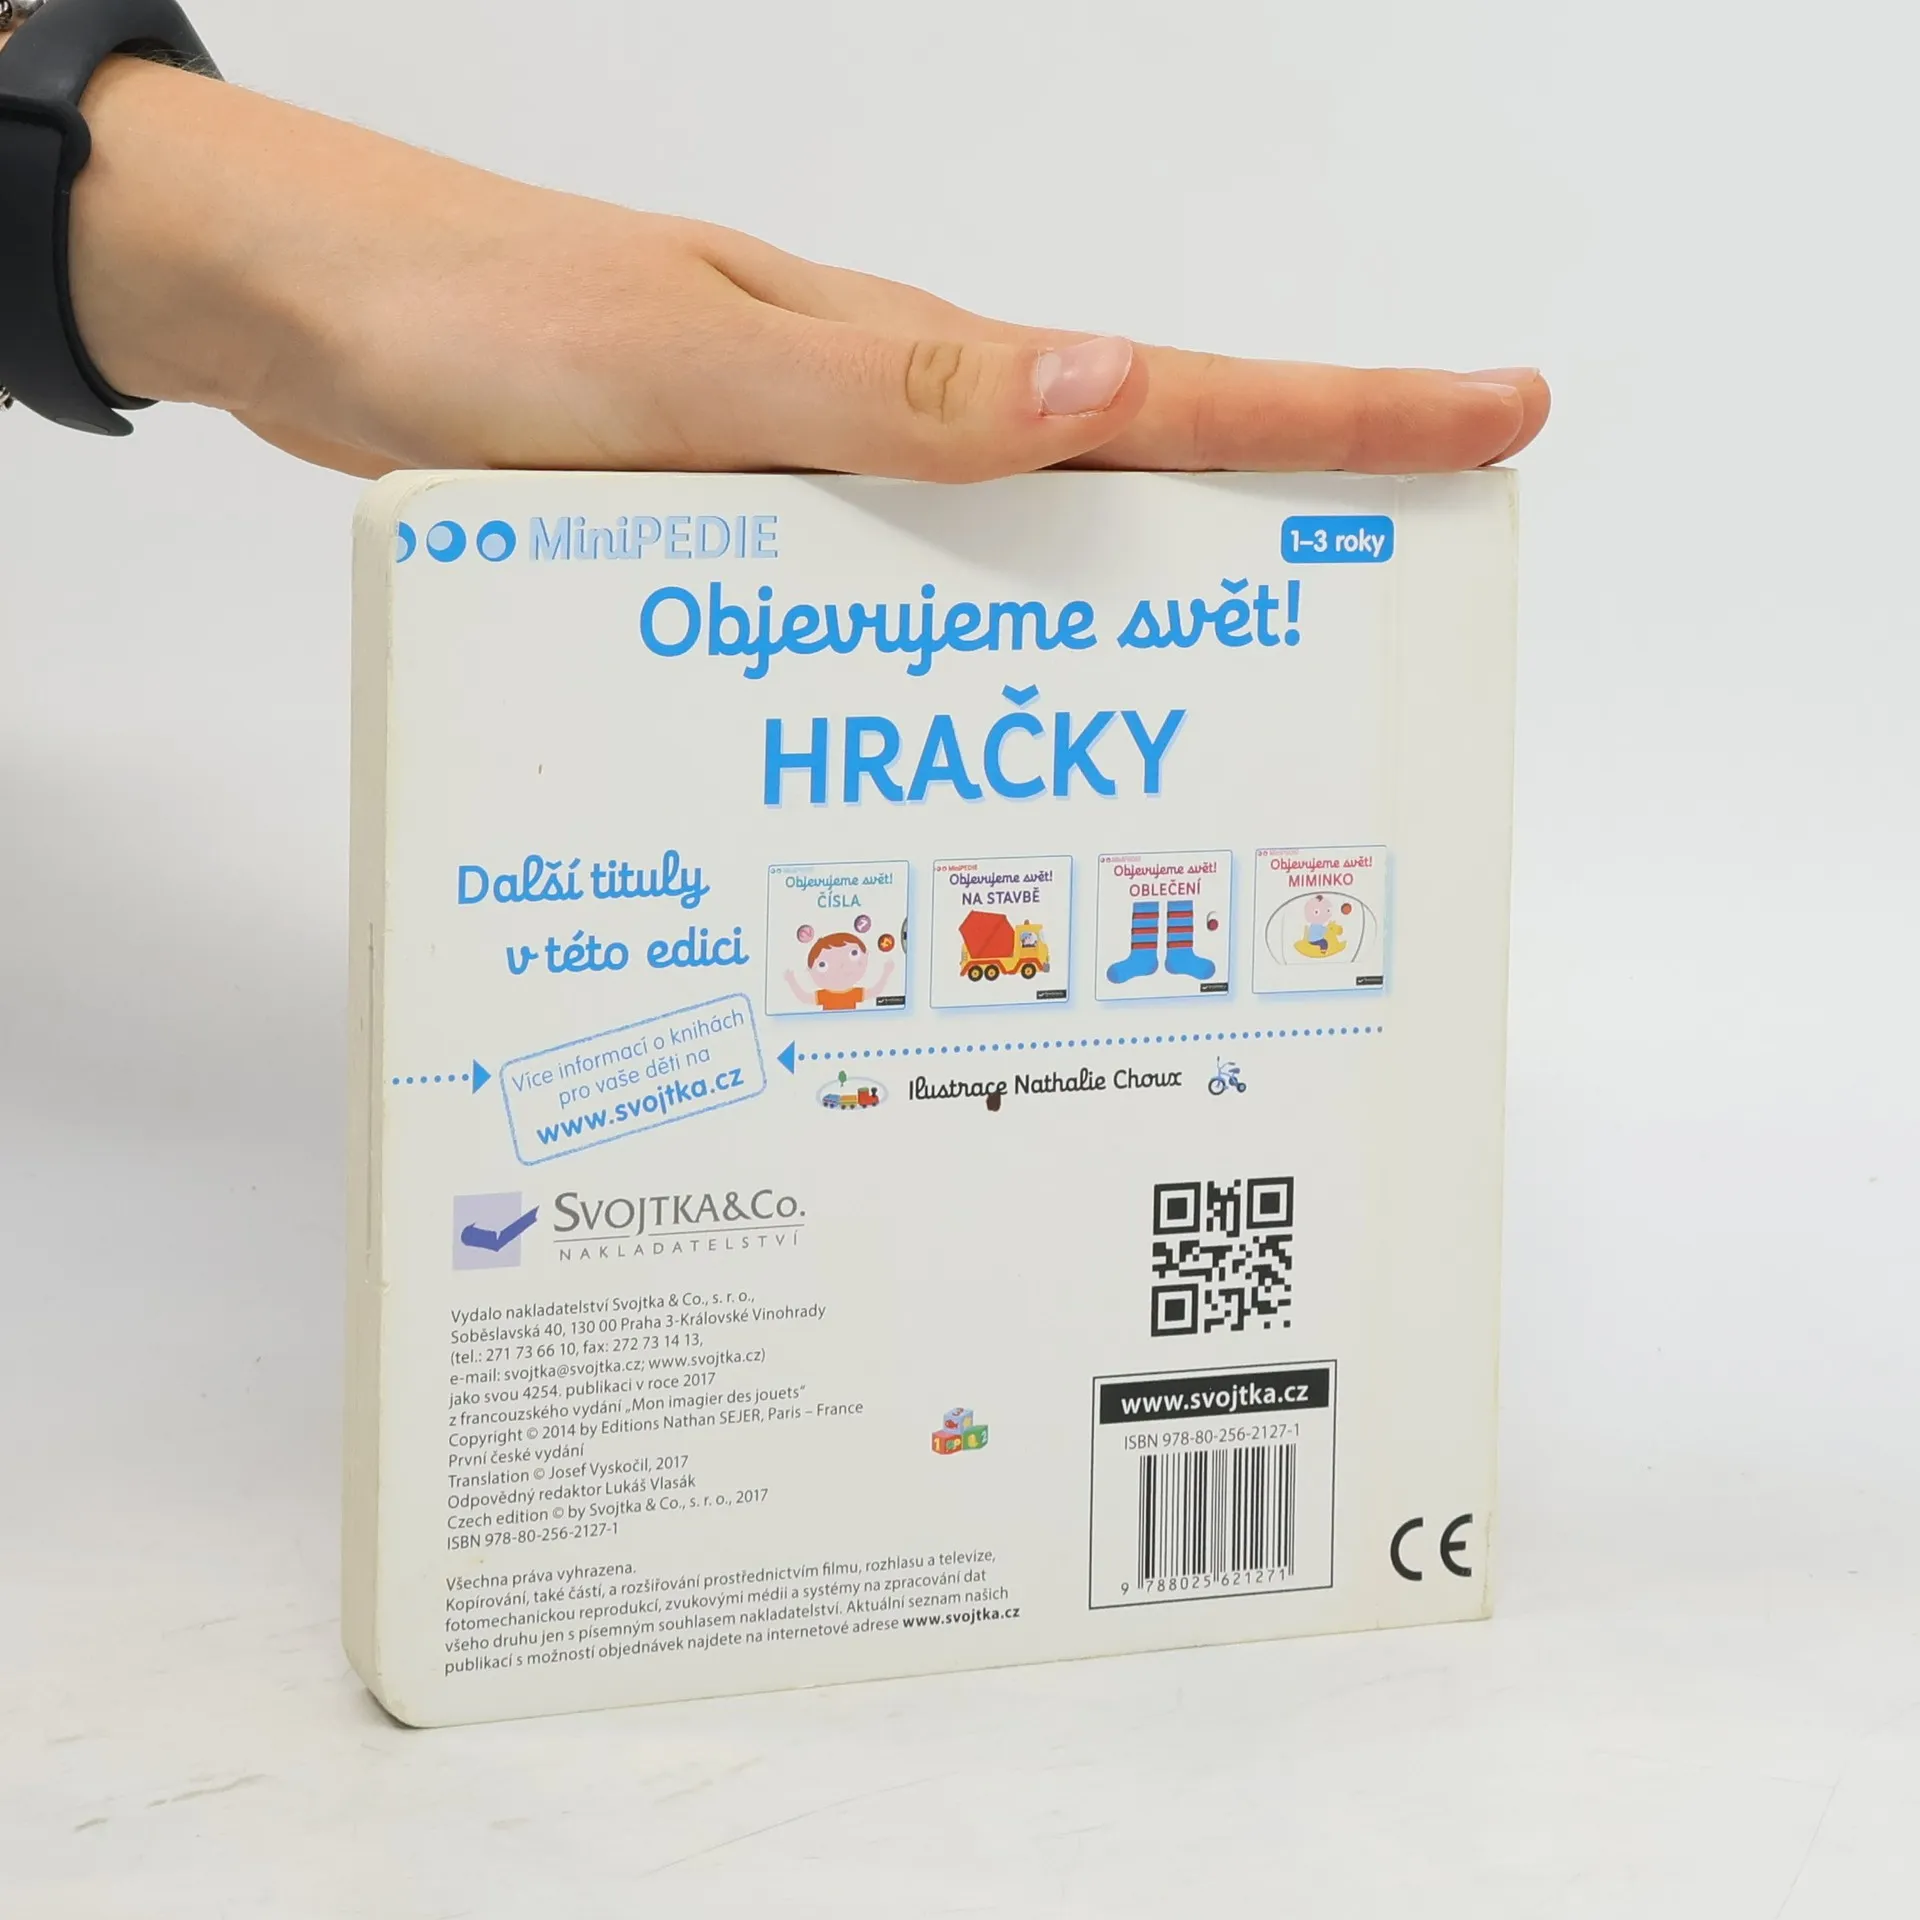 MiniPEDIE
1–3 roky
Objevujeme svět!
HRAČKY
Další tituly
v této edici
Objevujeme svět!
ČÍSLA
MiniPEDIE
Objevujeme svět!
NA STAVBĚ
Objevujeme svět!
OBLEČENÍ
Objevujeme svět!
MIMINKO
Více informací o knihách
pro vaše děti na
www.svojtka.cz
Ilustrace Nathalie Choux
SVOJTKA&CO.
NAKLADATELSTVÍ
Vydalo nakladatelství Svojtka & Co., s. r. o.,
Soběslavská 40, 130 00 Praha 3-Královské Vinohrady
(tel.: 271 73 66 10, fax: 272 73 14 13,
e-mail: svojtka@svojtka.cz; www.svojtka.cz)
jako svou 4254. publikaci v roce 2017
z francouzského vydání „Mon imagier des jouets“
Copyright © 2014 by Editions Nathan SEJER, Paris – France
První české vydání
Translation © Josef Vyskočil, 2017
Odpovědný redaktor Lukáš Vlasák
Czech edition © by Svojtka & Co., s. r. o., 2017
ISBN 978-80-256-2127-1
Všechna práva vyhrazena.
Kopírování, také částí, a rozšiřování prostřednictvím filmu, rozhlasu a televize,
fotomechanickou reprodukcí, zvukovými médii a systémy na zpracování dat
všeho druhu jen s písemným souhlasem nakladatelství. Aktuální seznam našich
publikací s možností objednávek najdete na internetové adrese www.svojtka.cz
www.svojtka.cz
ISBN 978-80-256-2127-1
9 788025 621271
CE